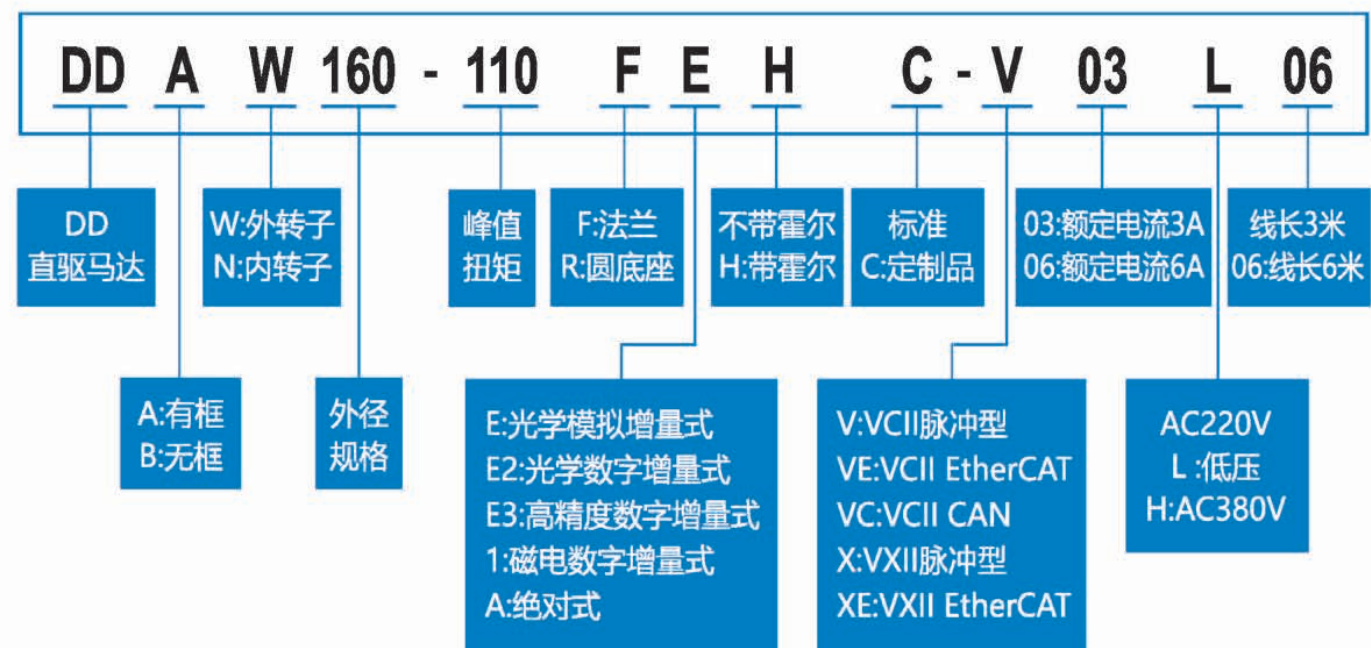 DD A W 160 - 110 F E H C - V 03 L 06
DD
直驱马达
W:外转子
N:内转子
峰值
扭矩
F:法兰
R:圆底座
不带霍尔
H:带霍尔
标准
C:定制品
03:额定电流3A
06:额定电流6A
线长3米
06:线长6米
A:有框
B:无框
外径
规格
E:光学模拟增量式
E2:光学数字增量式
E3:高精度数字增量式
1:磁电数字增量式
A:绝对式
V:VCII脉冲型
VE:VCII EtherCAT
VC:VCII CAN
X:VXII脉冲型
XE:VXII EtherCAT
AC220V
L :低压
H:AC380V